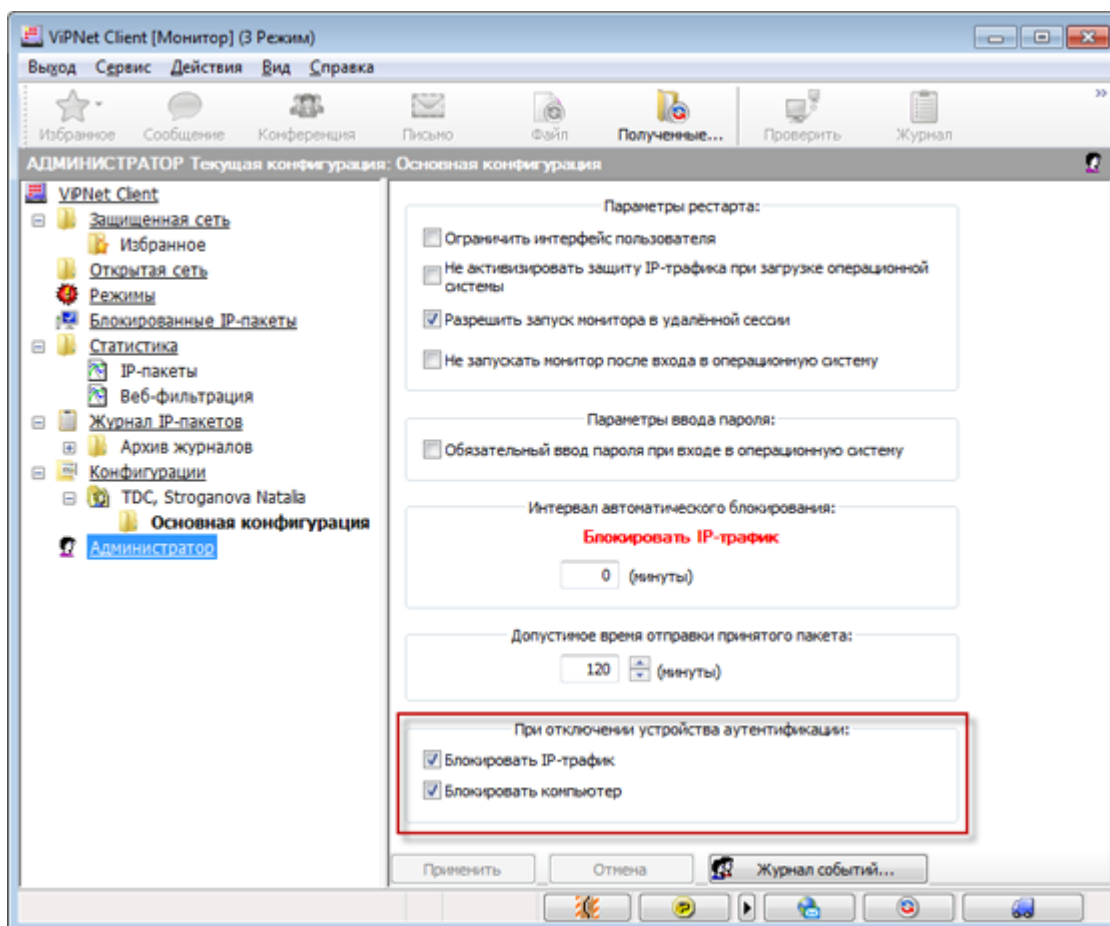 ViPNet Client [Монитор] (3 Режим)
Выход Сервис Действия Вид Справка
Избранное Сообщение Конференция Письмо Файл Полученные... Проверить Журнал
АДМИНИСТРАТОР Текущая конфигурация: Основная конфигурация
ViPNet Client
Защищенная сеть
Избранное
Открытая сеть
Режимы
Блокированные IP-пакеты
Статистика
IP-пакеты
Веб-фильтрация
Журнал IP-пакетов
Архив журналов
Конфигурации
TDC, Stroganova Natalia
Основная конфигурация
Администратор
Параметры рестарта:
Ограничить интерфейс пользователя
Не активизировать защиту IP-трафика при загрузке операционной
системы
Разрешить запуск монитора в удалённой сессии
Не запускать монитор после входа в операционную систему
Параметры ввода пароля:
Обязательный ввод пароля при входе в операционную систему
Интервал автоматического блокирования:
Блокировать IP-трафик
0 (минуты)
Допустимое время отправки принятого пакета:
120 (минуты)
При отключении устройства аутентификации:
Блокировать IP-трафик
Блокировать компьютер
Применить Отмена Журнал событий...